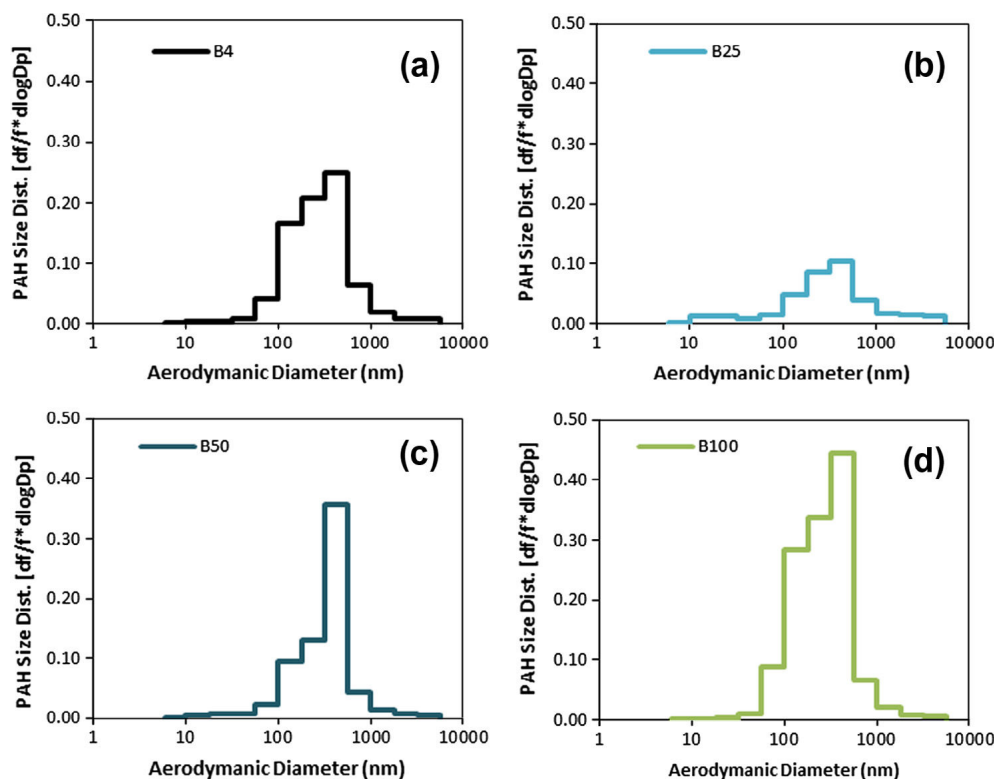 B4
(a)
PAH Size Dist. [df/f*dlogDp]
0.50
0.40
0.30
0.20
0.10
0.00
1
10
100
1000
10000
Aerodymanic Diameter (nm)
B25
(b)
PAH Size Dist. [df/f*dlogDp]
0.50
0.40
0.30
0.20
0.10
0.00
1
10
100
1000
10000
Aerodymanic Diameter (nm)
B50
(c)
PAH Size Dist. [df/f*dlogDp]
0.50
0.40
0.30
0.20
0.10
0.00
1
10
100
1000
10000
Aerodymanic Diameter (nm)
B100
(d)
PAH Size Dist. [df/f*dlogDp]
0.50
0.40
0.30
0.20
0.10
0.00
1
10
100
1000
10000
Aerodymanic Diameter (nm)